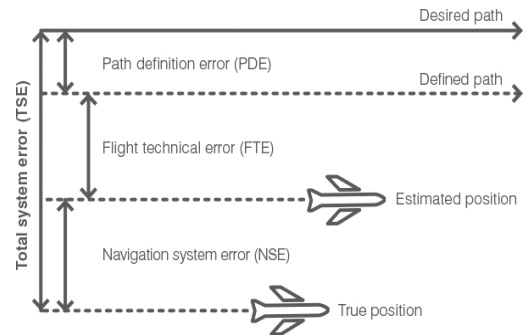 Desired path
Path definition error (PDE)
Defined path
Total system error (TSE)
Flight technical error (FTE)
Estimated position
Navigation system error (NSE)
True position